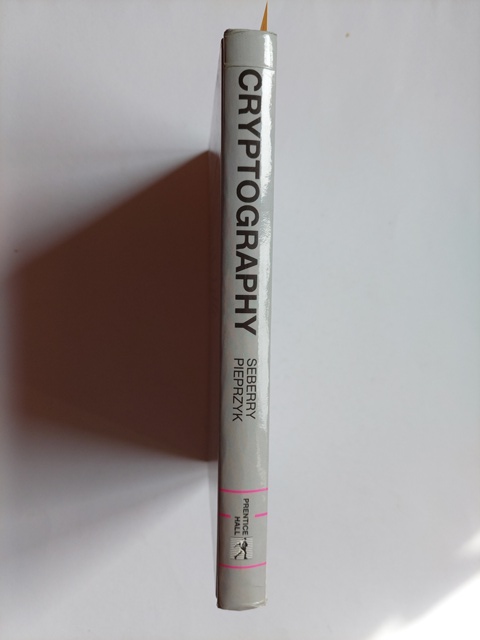 CRYPTOGRAPHY
SEBERRY
PIEPRZYK
PRENTICE
HALL